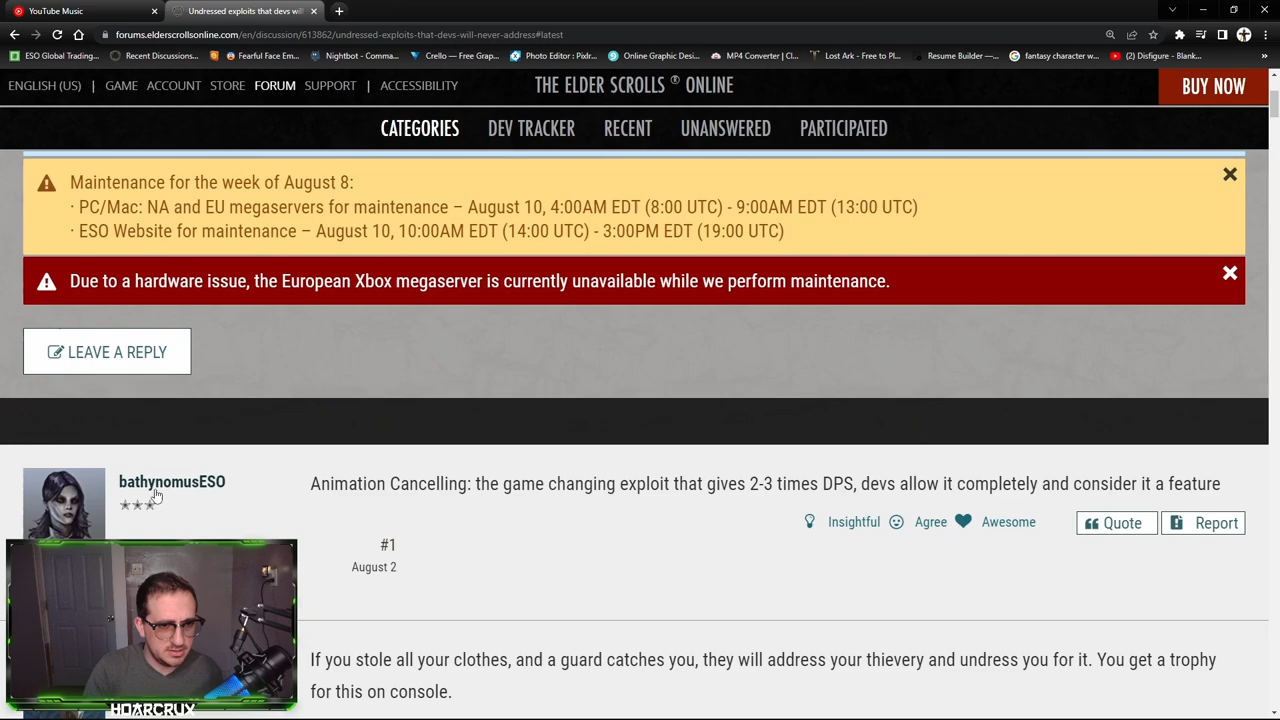 YouTube Music
Undressed exploits that devs wil
forums.elderscrollsonline.com/en/discussion/613862/undressed-exploits-that-devs-will-never-address#latest
ESO Global Trading...
Recent Discussions...
Fearful Face Em...
Nightbot - Comma...
Crello — Free Grap...
Photo Editor : Pixlr...
Online Graphic Desi...
MP4 Converter | Cl...
Lost Ark - Free to Pl...
Resume Builder —...
fantasy character w...
(2) Disfigure - Blank...
ENGLISH (US) | GAME ACCOUNT STORE FORUM SUPPORT | ACCESSIBILITY
THE ELDER SCROLLS ® ONLINE
BUY NOW
CATEGORIES DEV TRACKER RECENT UNANSWERED PARTICIPATED
Maintenance for the week of August 8:
· PC/Mac: NA and EU megaservers for maintenance – August 10, 4:00AM EDT (8:00 UTC) - 9:00AM EDT (13:00 UTC)
· ESO Website for maintenance – August 10, 10:00AM EDT (14:00 UTC) - 3:00PM EDT (19:00 UTC)
Due to a hardware issue, the European Xbox megaserver is currently unavailable while we perform maintenance.
LEAVE A REPLY
bathynomusESO
Animation Cancelling: the game changing exploit that gives 2-3 times DPS, devs allow it completely and consider it a feature
Insightful Agree Awesome
Quote Report
#1
August 2
If you stole all your clothes, and a guard catches you, they will address your thievery and undress you for it. You get a trophy
for this on console.
HOARCRUX